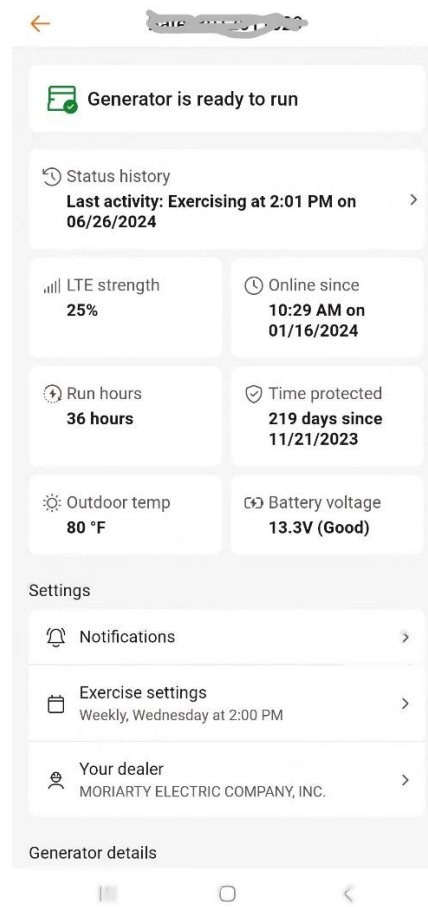 Generator is ready to run
Status history
Last activity: Exercising at 2:01 PM on
06/26/2024
LTE strength
25%
Online since
10:29 AM on
01/16/2024
Run hours
36 hours
Time protected
219 days since
11/21/2023
Outdoor temp
80 °F
Battery voltage
13.3V (Good)
Settings
Notifications
Exercise settings
Weekly, Wednesday at 2:00 PM
Your dealer
MORIARTY ELECTRIC COMPANY, INC.
Generator details